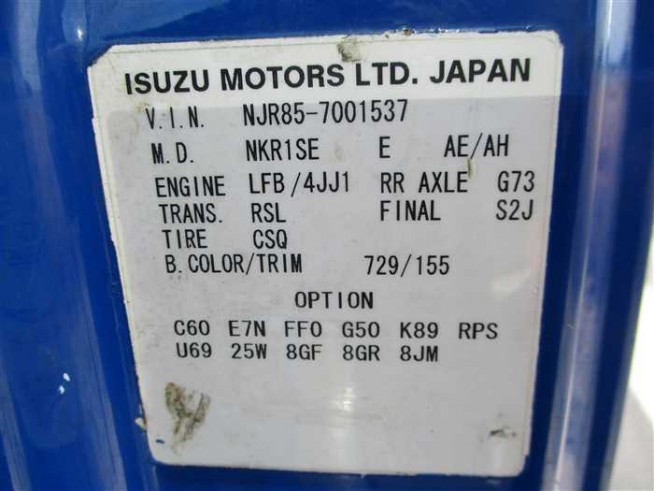 ISUZU MOTORS LTD. JAPAN
V.I.N. NJR85-7001537
M.D. NKR1SE E AE/AH
ENGINE LFB/4JJ1 RR AXLE G73
TRANS. RSL FINAL S2J
TIRE CSQ
B.COLOR/TRIM 729/155
OPTION
C60 E7N FF0 G50 K89 RPS
U69 25W 8GF 8GR 8JM